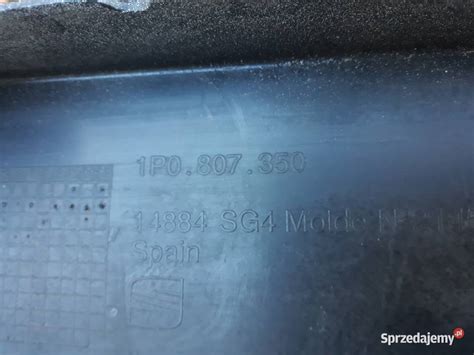 1P0.807.350
14884 SG4 Molde
Spain
Sprzedajemy.pl